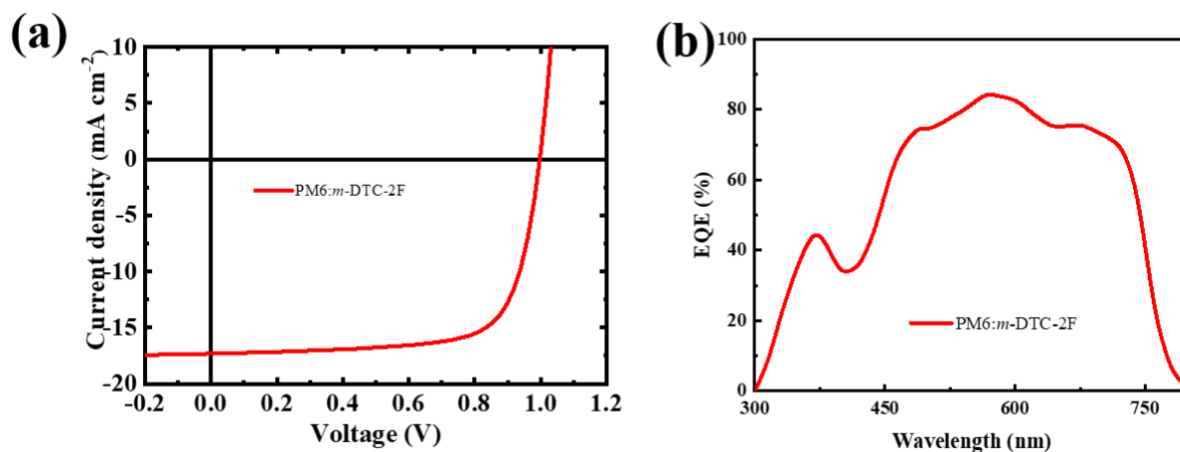 (a)
Current density (mA cm-2)
10
5
0
-5
-10
-15
-20
PM6:m-DTC-2F
-0.2 0.0 0.2 0.4 0.6 0.8 1.0 1.2
Voltage (V)
(b)
EQE (%)
100
80
60
40
20
0
PM6:m-DTC-2F
300 450 600 750
Wavelength (nm)